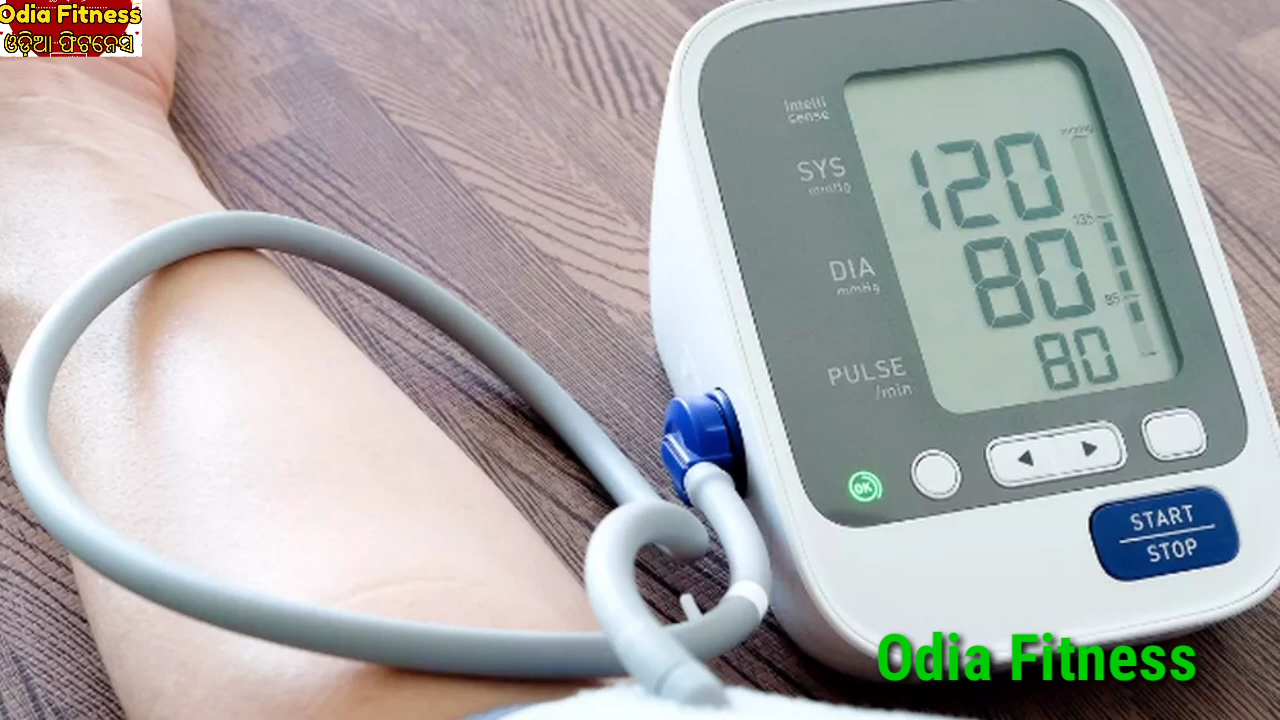 Odia Fitness
ଓଡ଼ିଆ ଫିଟନେସ
intelli
sense
SYS
mmHg
120
mmHg
135
DIA
mmHg
80
85
PULSE
/min
80
OK
START
STOP
Odia Fitness